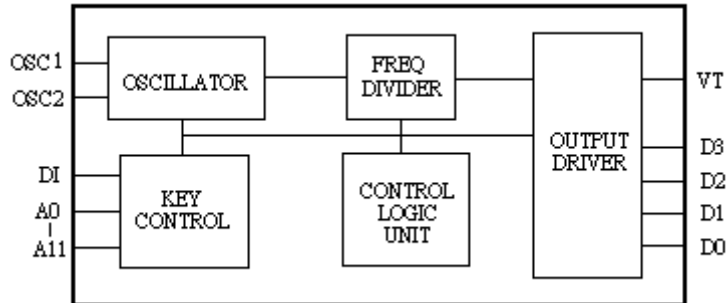 OSC1
OSC2
DI
A0
A11
OSCILLATOR
KEY
CONTROL
FREQ
DIVIDER
CONTROL
LOGIC
UNIT
OUTPUT
DRIVER
VT
D3
D2
D1
D0